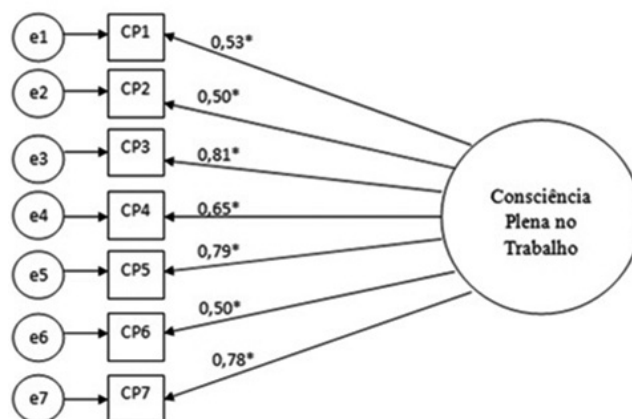 e1 CP1 0,53*
e2 CP2 0,50*
e3 CP3 0,81*
e4 CP4 0,65*
e5 CP5 0,79*
e6 CP6 0,50*
e7 CP7 0,78*
Consciência
Plena no
Trabalho